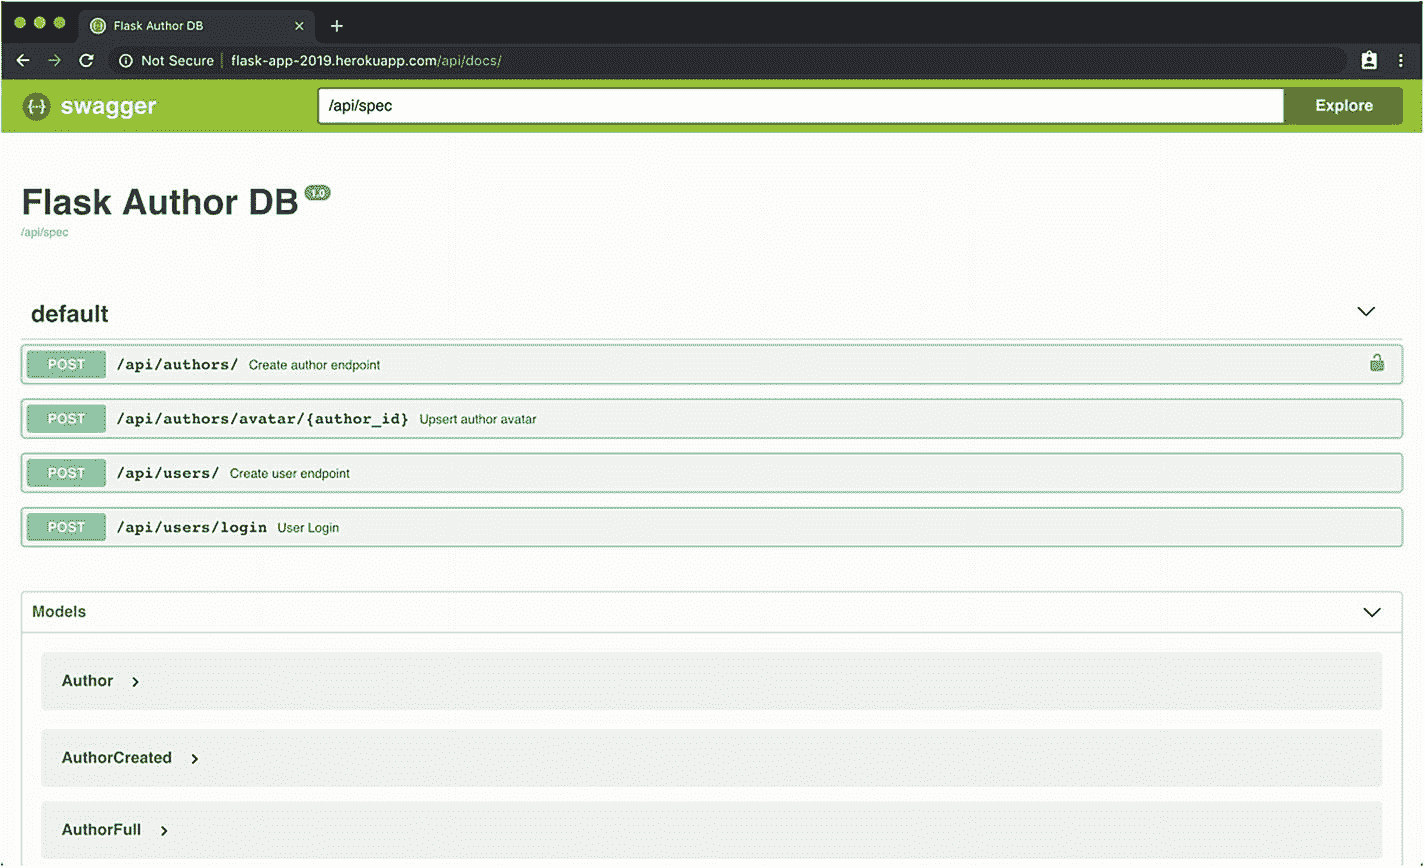 Flask Author DB
Not Secure flask-app-2019.herokuapp.com/api/docs/
{···} swagger /api/spec Explore
Flask Author DB 1.0
/api/spec
default
POST /api/authors/ Create author endpoint
POST /api/authors/avatar/{author_id} Upsert author avatar
POST /api/users/ Create user endpoint
POST /api/users/login User Login
Models
Author
AuthorCreated
AuthorFull